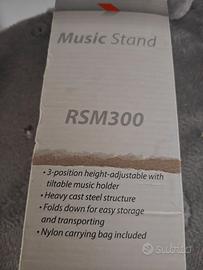 Music Stand
RSM300
• 3-position height-adjustable with
tiltable music holder
• Heavy cast steel structure
• Folds down for easy storage
and transporting
• Nylon carrying bag included
subito